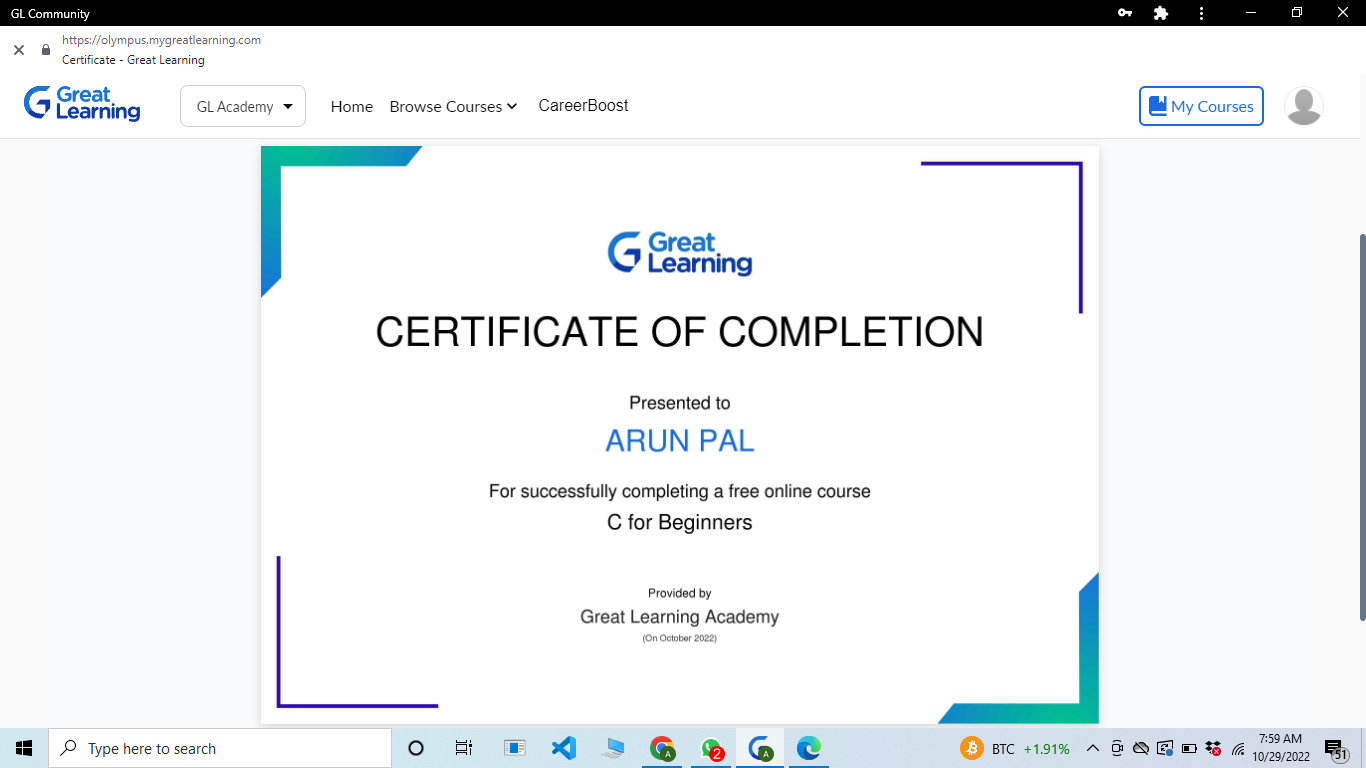 GL Community
https://olympus.mygreatlearning.com
Certificate - Great Learning
Great
Learning
GL Academy
Home
Browse Courses
CareerBoost
My Courses
Great
Learning
CERTIFICATE OF COMPLETION
Presented to
ARUN PAL
For successfully completing a free online course
C for Beginners
Provided by
Great Learning Academy
(On October 2022)
Type here to search
A
2
A
BTC +1.91%
7:59 AM
10/29/2022
51